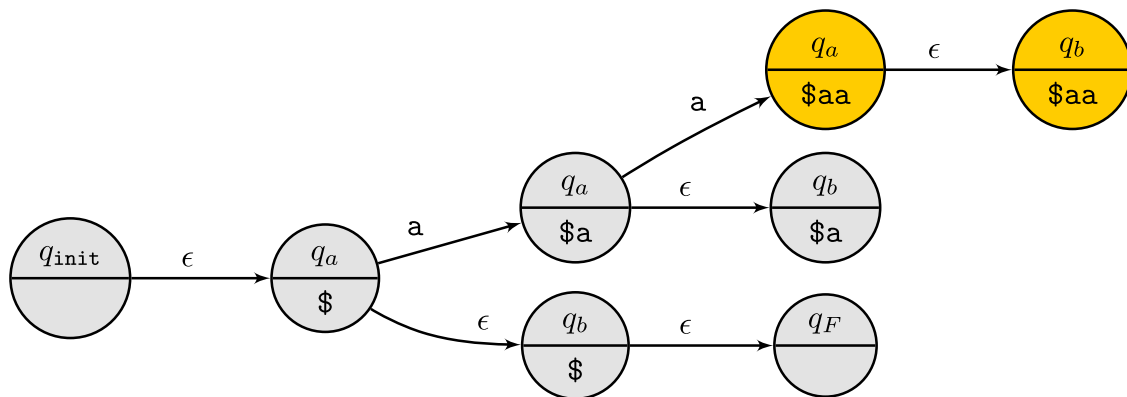 q_a
ϵ
q_b
$aa
$aa
a
q_a
ϵ
q_b
$a
$a
a
q_init
ϵ
q_a
$
ϵ
q_b
ϵ
q_F
$